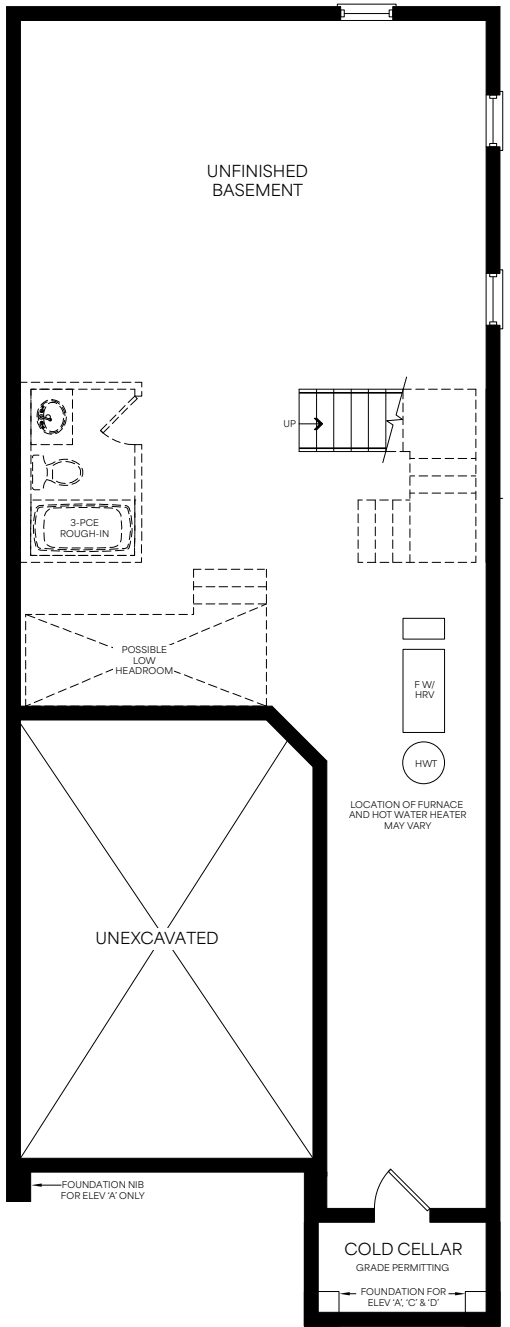 UNFINISHED
BASEMENT
UP
3-PCE
ROUGH-IN
POSSIBLE
LOW
HEADROOM
F W/
HRV
HWT
LOCATION OF FURNACE
AND HOT WATER HEATER
MAY VARY
UNEXCAVATED
FOUNDATION NIB
FOR ELEV 'A' ONLY
COLD CELLAR
GRADE PERMITTING
FOUNDATION FOR
ELEV 'A', 'C' & 'D'